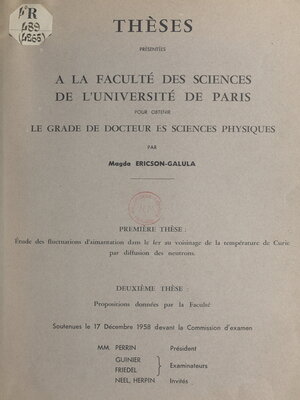 4°R
489
(4265)
THÈSES
PRÉSENTÉES
A LA FACULTÉ DES SCIENCES
DE L'UNIVERSITÉ DE PARIS
POUR OBTENIR
LE GRADE DE DOCTEUR ES SCIENCES PHYSIQUES
PAR
Magda ERICSON-GALULA
PREMIÈRE THÈSE :
Étude des fluctuations d'aimantation dans le fer au voisinage de la température de Curie
par diffusion des neutrons.
DEUXIÈME THÈSE :
Propositions données par la Faculté
Soutenues le 17 Décembre 1958 devant la Commission d'examen
MM. PERRIN Président
GUINIER
FRIEDEL Examinateurs
NEEL, HERPIN Invités